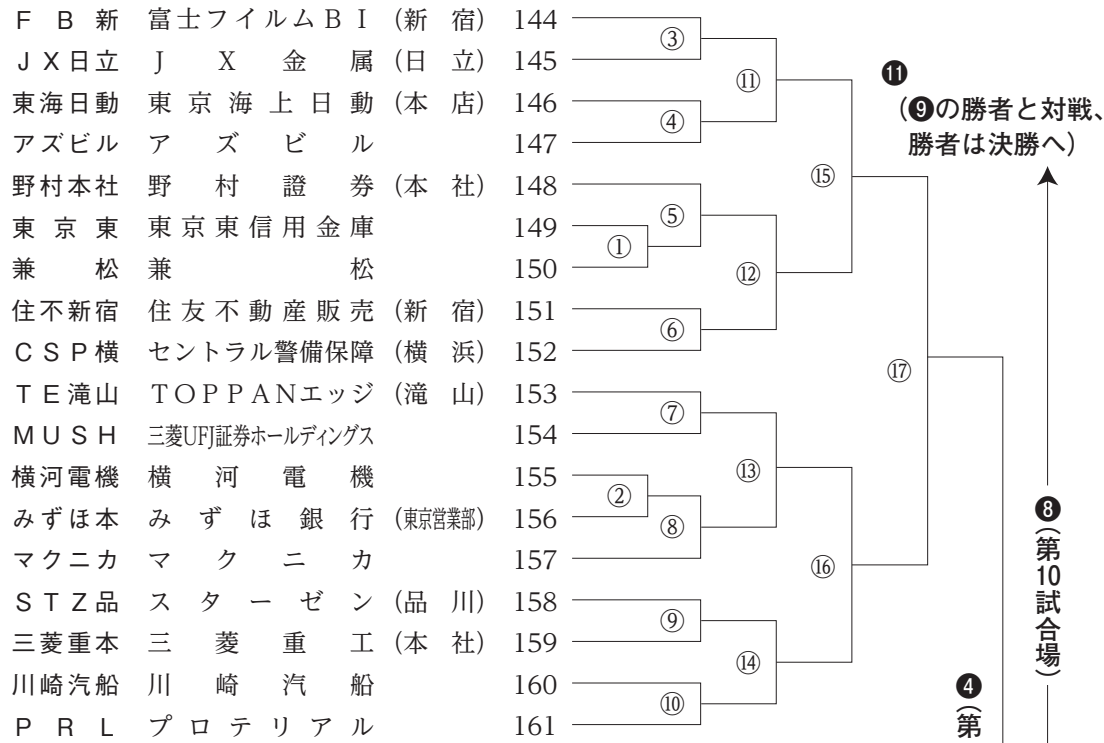 FB新 富士フイルムBI (新宿) 144
JX日立 JX金属 (日立) 145
東海日動 東京海上日動 (本店) 146
アズビル アズビル 147
野村本社 野村證券 (本社) 148
東京東 東京東信用金庫 149
兼松 兼松 150
住不新宿 住友不動産販売 (新宿) 151
CSP横 セントラル警備保障 (横浜) 152
TE滝山 TOPPANエッジ (滝山) 153
MUSH 三菱UFJ証券ホールディングス 154
横河電機 横河電機 155
みずほ本 みずほ銀行 (東京営業部) 156
マクニカ マクニカ 157
STZ品 スターゼン (品川) 158
三菱重本 三菱重工 (本社) 159
川崎汽船 川崎汽船 160
PRL プロテリアル 161
①
②
③
④
⑤
⑥
⑦
⑧
⑨
⑩
⑪
⑫
⑬
⑭
⑮
⑯
⑰
⓫
(❾の勝者と対戦、
勝者は決勝へ)
❽(第10試合場)
❹(第